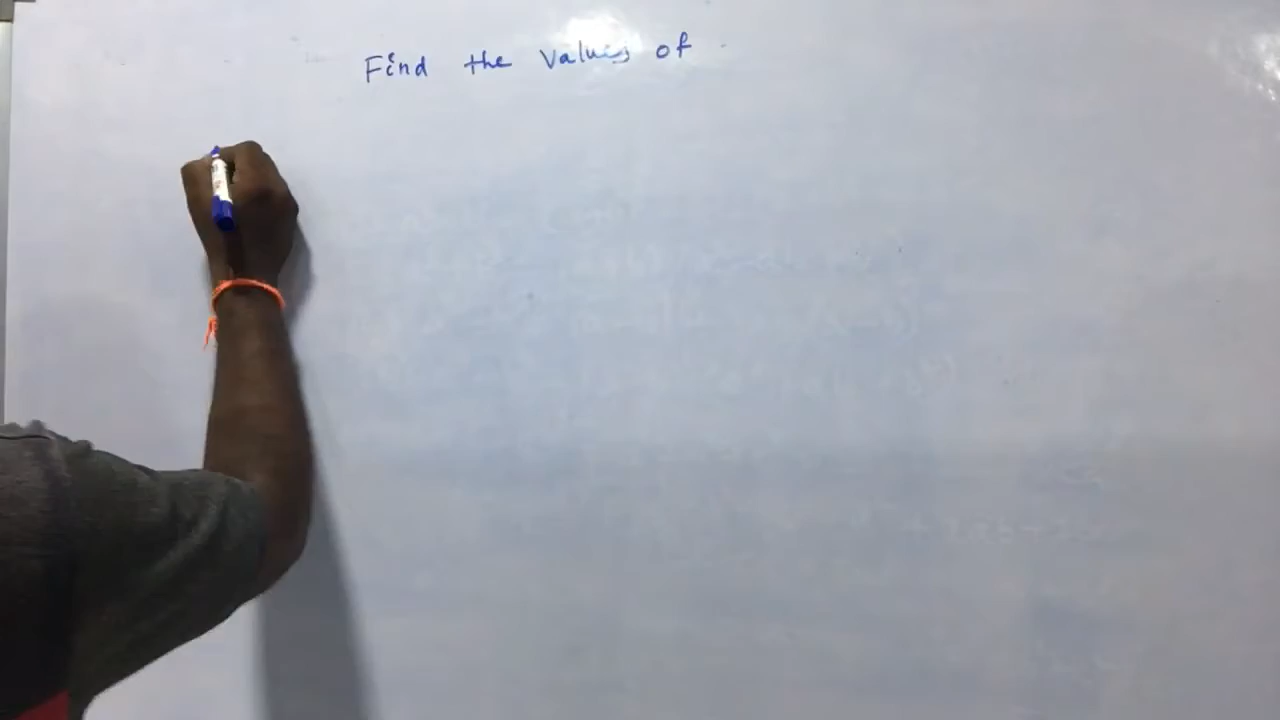 Find the Values of